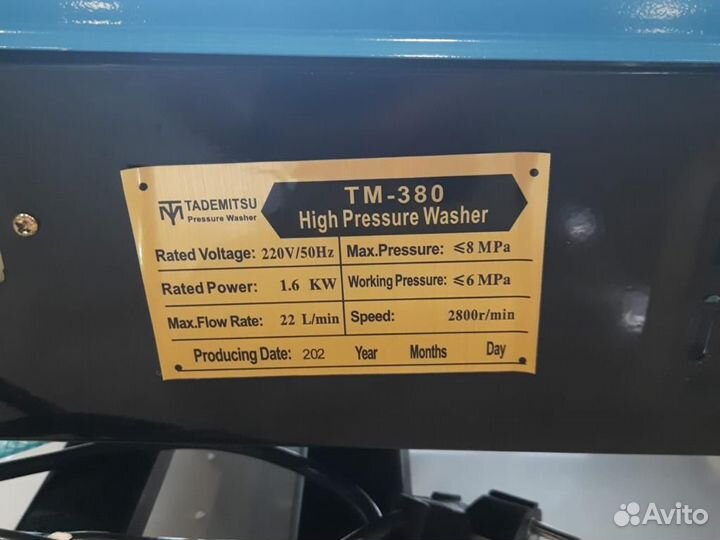 TM TADEMITSU
Pressure Washer
TM-380
High Pressure Washer
Rated Voltage: 220V/50Hz Max.Pressure: ≤8 MPa
Rated Power: 1.6 KW Working Pressure: ≤6 MPa
Max.Flow Rate: 22 L/min Speed: 2800r/min
Producing Date: 202 Year Months Day
Avito